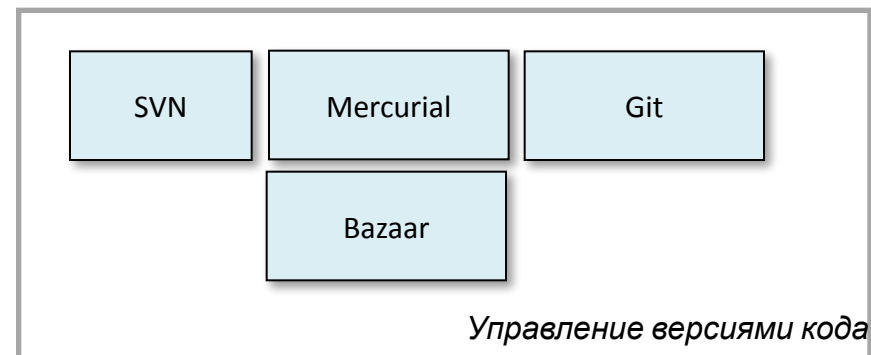 SVN
Mercurial
Git
Bazaar
Управление версиями кода